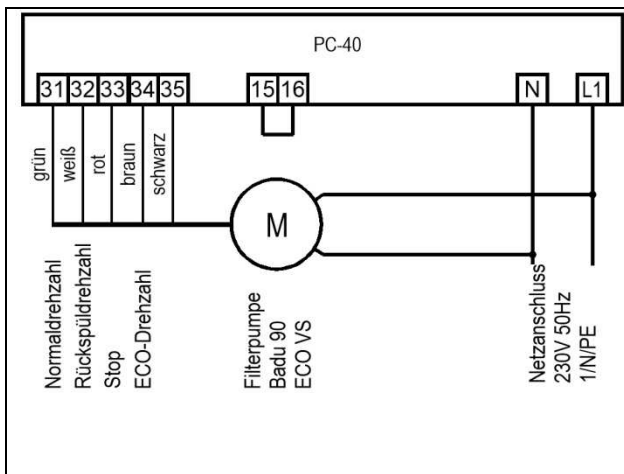 PC-40
31 32 33 34 35 15 16 N L1
grün
weiß
rot
braun
schwarz
M
Normaldrehzahl
Rückspüldrehzahl
Stop
ECO-Drehzahl
Filterpumpe
Badu 90
ECO VS
Netzanschluss
230V 50Hz
1/N/PE